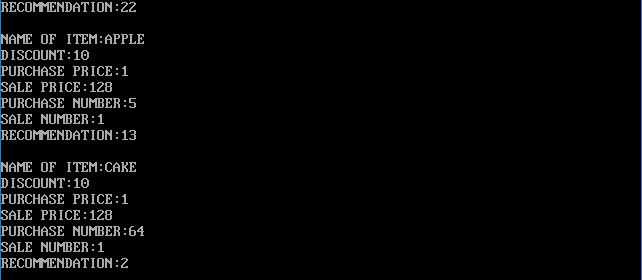 RECOMMENDATION:22
NAME OF ITEM:APPLE
DISCOUNT:10
PURCHASE PRICE:1
SALE PRICE:128
PURCHASE NUMBER:5
SALE NUMBER:1
RECOMMENDATION:13
NAME OF ITEM:CAKE
DISCOUNT:10
PURCHASE PRICE:1
SALE PRICE:128
PURCHASE NUMBER:64
SALE NUMBER:1
RECOMMENDATION:2